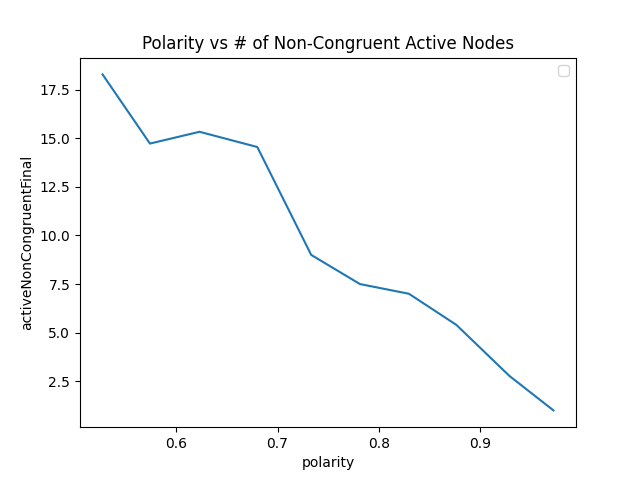 Polarity vs # of Non-Congruent Active Nodes
17.5
15.0
12.5
10.0
7.5
5.0
2.5
activeNonCongruentFinal
0.6 0.7 0.8 0.9
polarity